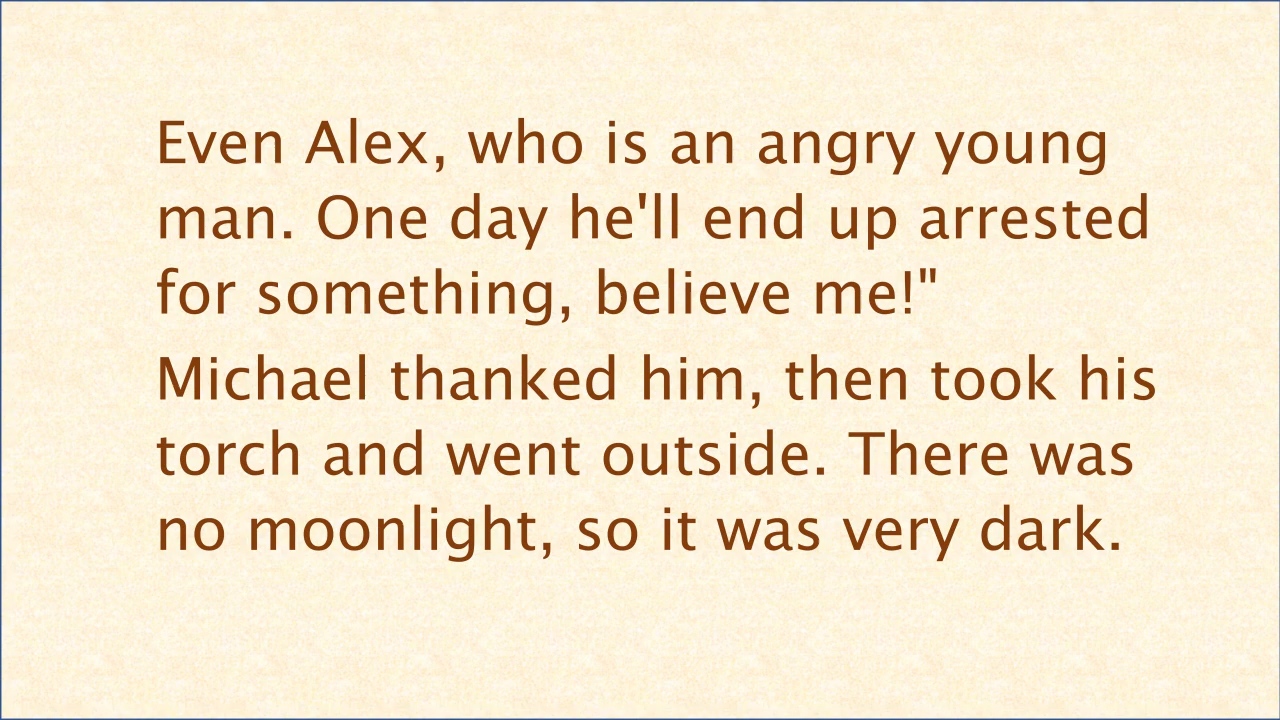 Even Alex, who is an angry young
man. One day he'll end up arrested
for something, believe me!"
Michael thanked him, then took his
torch and went outside. There was
no moonlight, so it was very dark.